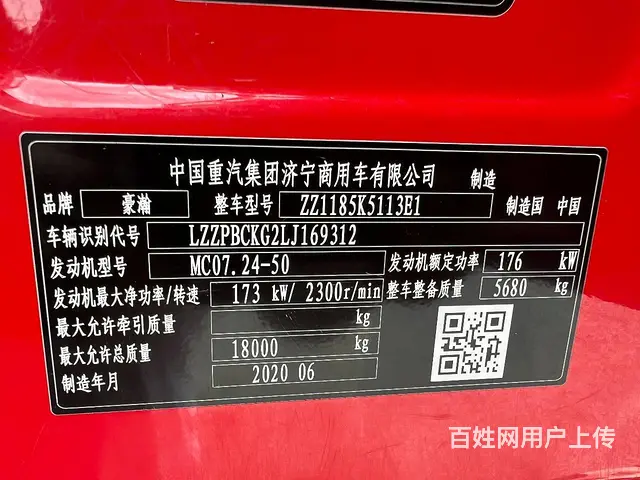 中国重汽集团济宁商用车有限公司 制造
品牌 豪瀚 整车型号 ZZ1185K5113E1 制造国 中国
车辆识别代号 LZZPBCKG2LJ169312
发动机型号 MC07.24-50 发动机额定功率 176 kW
发动机最大净功率/转速 173 kW/ 2300r/min 整车整备质量 5680 kg
最大允许牵引质量 kg
最大允许总质量 18000 kg
制造年月 2020 06
百姓网用户上传